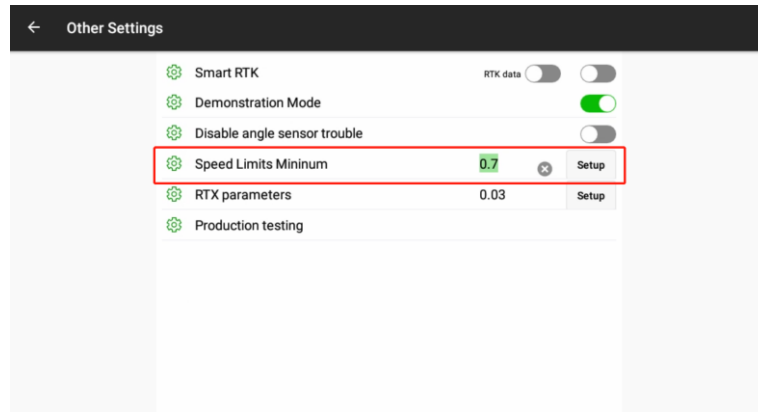 Other Settings
Smart RTK RTK data
Demonstration Mode
Disable angle sensor trouble
Speed Limits Mininum 0.7 Setup
RTX parameters 0.03 Setup
Production testing